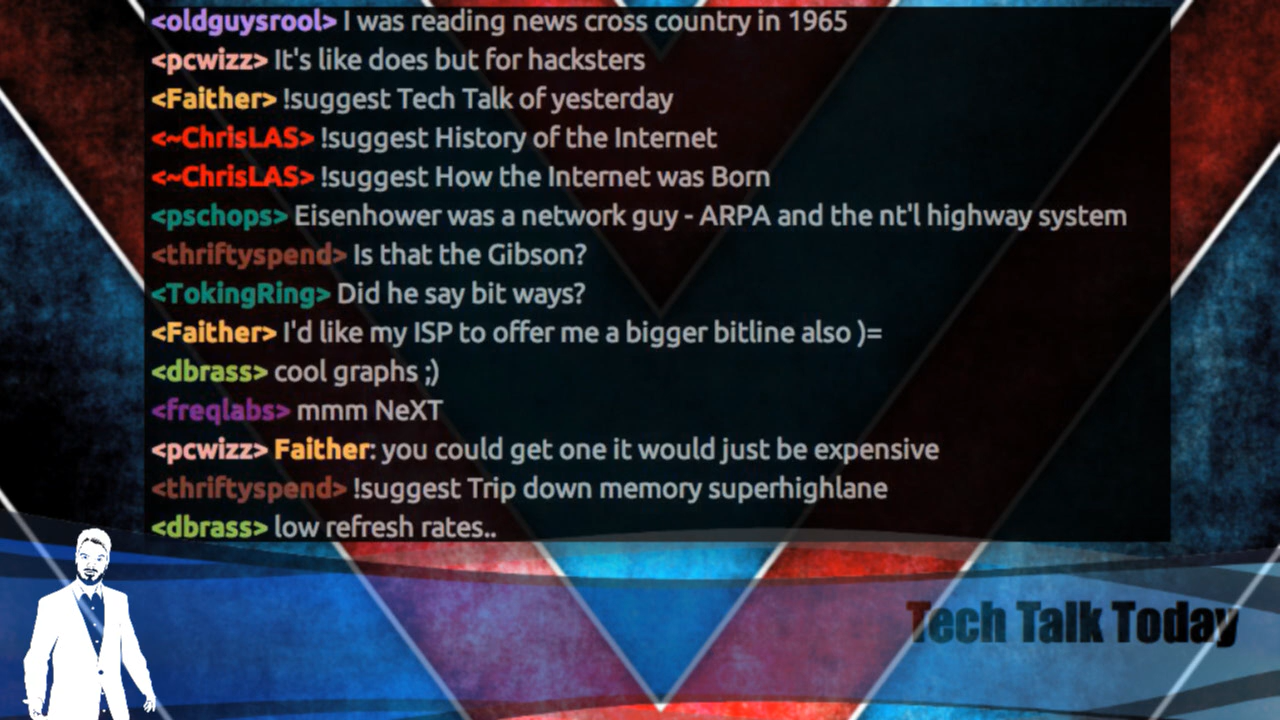 <oldguysrool> I was reading news cross country in 1965
<pcwizz> It's like does but for hacksters
<Faither> !suggest Tech Talk of yesterday
<~ChrisLAS> !suggest History of the Internet
<~ChrisLAS> !suggest How the Internet was Born
<pschops> Eisenhower was a network guy - ARPA and the nt'l highway system
<thriftyspend> Is that the Gibson?
<TokingRing> Did he say bit ways?
<Faither> I'd like my ISP to offer me a bigger bitline also )=
<dbrass> cool graphs ;)
<freqlabs> mmm NeXT
<pcwizz> Faither: you could get one it would just be expensive
<thriftyspend> !suggest Trip down memory superhighlane
<dbrass> low refresh rates..
Tech Talk Today